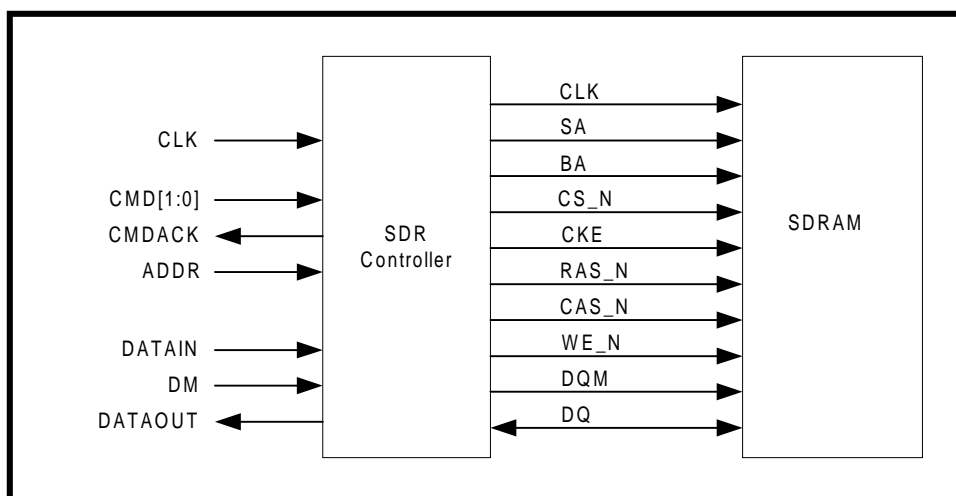 CLK
CMD[1:0]
CMDACK
ADDR
DATAIN
DM
DATAOUT
SDR
Controller
CLK
SA
BA
CS_N
CKE
RAS_N
CAS_N
WE_N
DQM
DQ
SDRAM